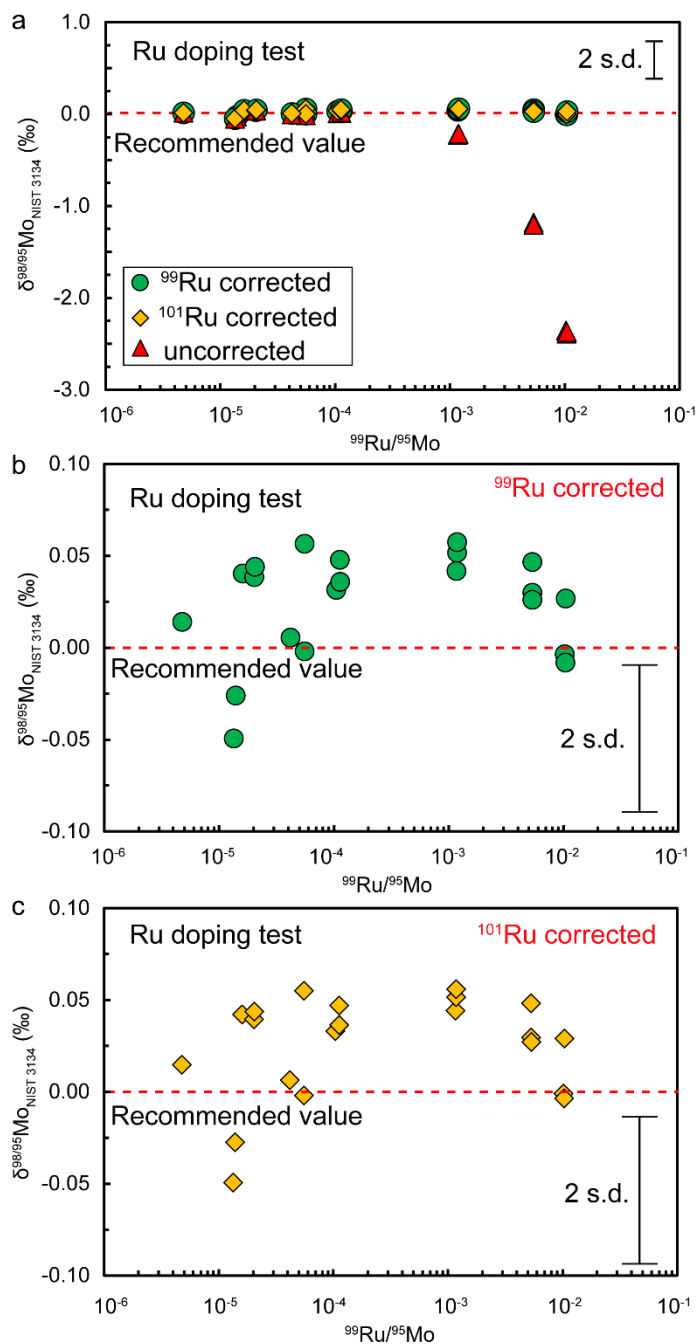 a
Ru doping test
2 s.d.
1.0
0.0
-1.0
-2.0
-3.0
Recommended value
δ98/95MoNIST 3134 (‰)
99Ru corrected
101Ru corrected
uncorrected
10-6
10-5
10-4
10-3
10-2
10-1
99Ru/95Mo
b
Ru doping test
99Ru corrected
0.10
0.05
0.00
-0.05
-0.10
Recommended value
2 s.d.
δ98/95MoNIST 3134 (‰)
10-6
10-5
10-4
10-3
10-2
10-1
99Ru/95Mo
c
Ru doping test
101Ru corrected
0.10
0.05
0.00
-0.05
-0.10
Recommended value
2 s.d.
δ98/95MoNIST 3134 (‰)
10-6
10-5
10-4
10-3
10-2
10-1
99Ru/95Mo